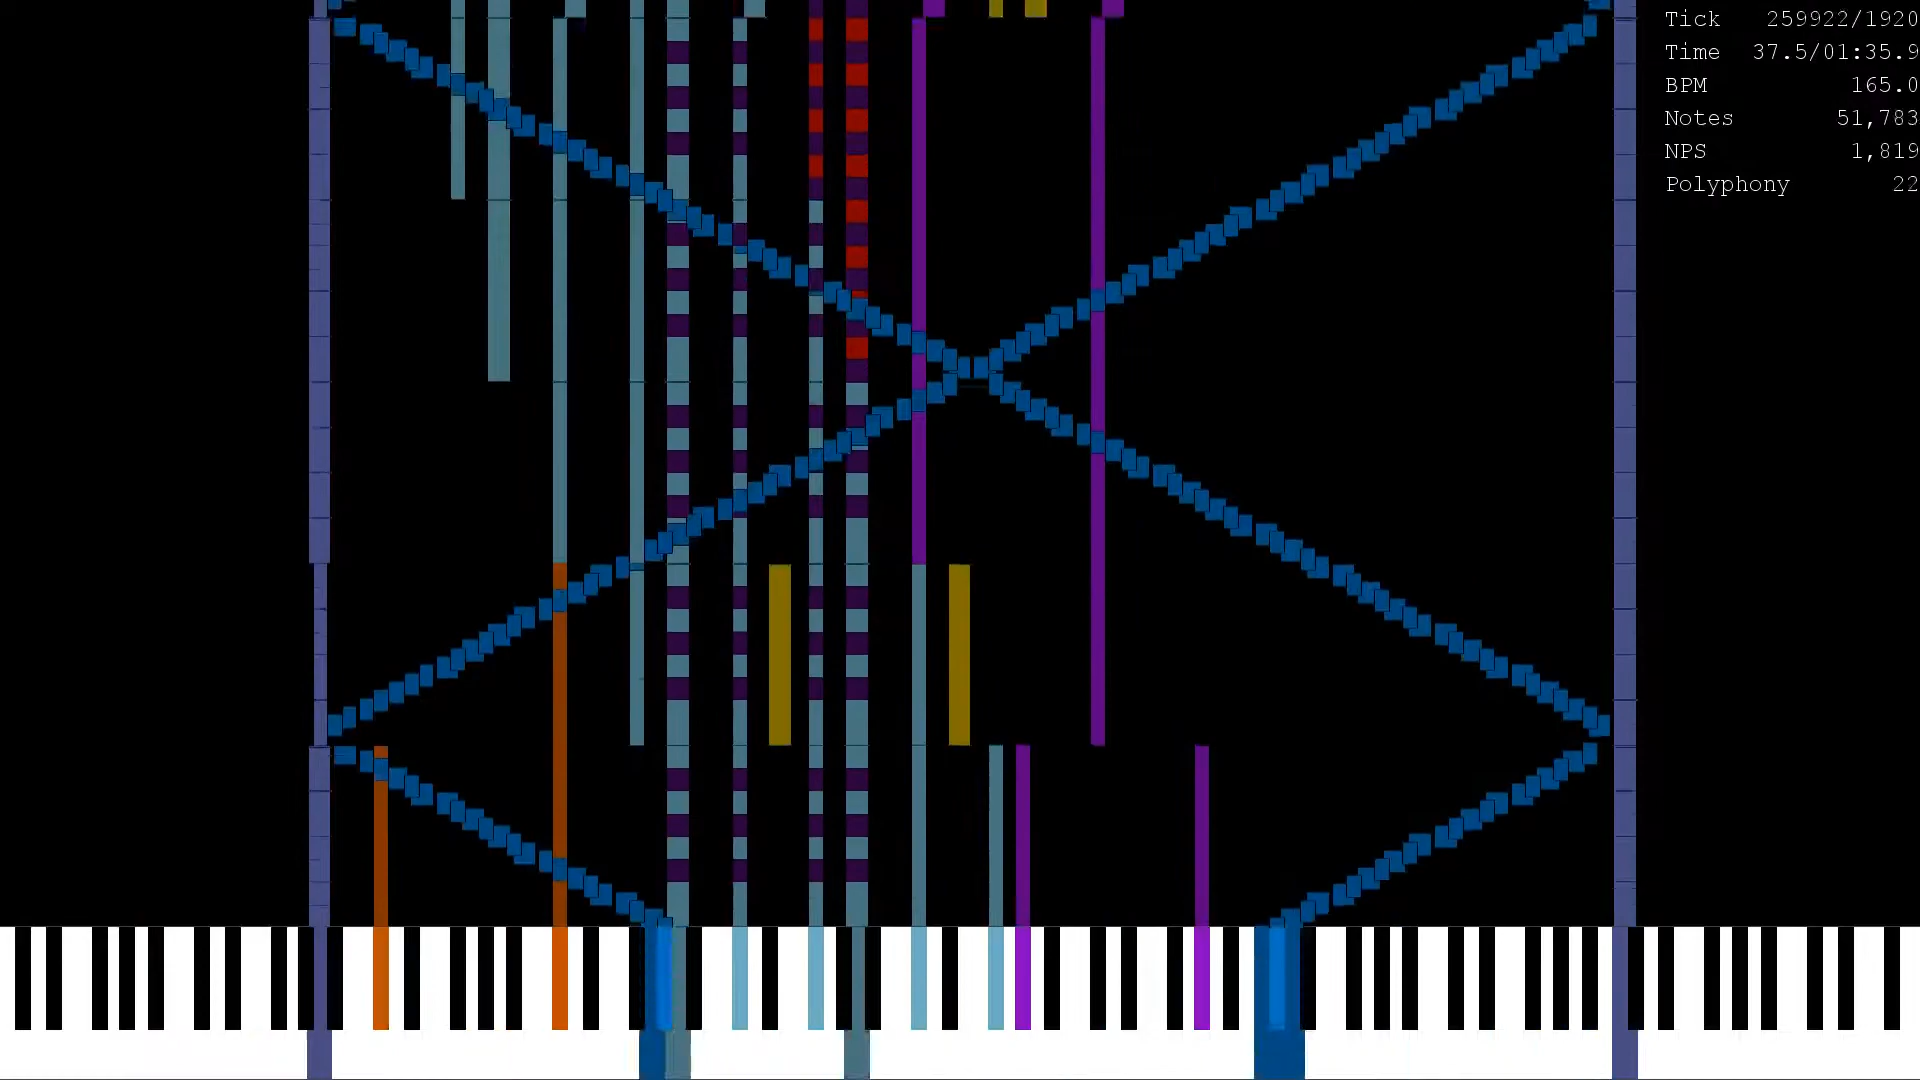 Tick 259922/1920
Time 37.5/01:35.9
BPM 165.0
Notes 51,783
NPS 1,819
Polyphony 22